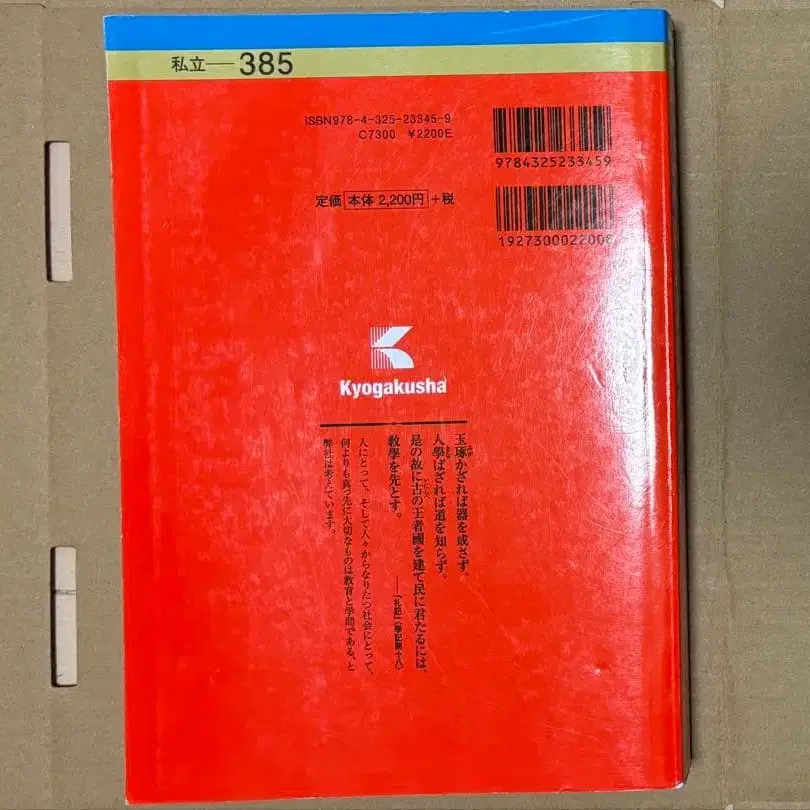 私立──385
ISBN978-4-325-23345-9
C7300 ¥2200E
9784325233459
定価 本体 2,200円 +税
1927300022008
Kyogakusha
玉琢かざれば器を成さず、
人學ばざれば道を知らず。
是の故に古の王者國を建て民に君たるには、
敎學を先とす。
──『礼記』(學記第十八)
人にとって、そして人々からなりたつ社会にとって、
何よりも真っ先に大切なものは教育と学問である、と
弊社は考えています。